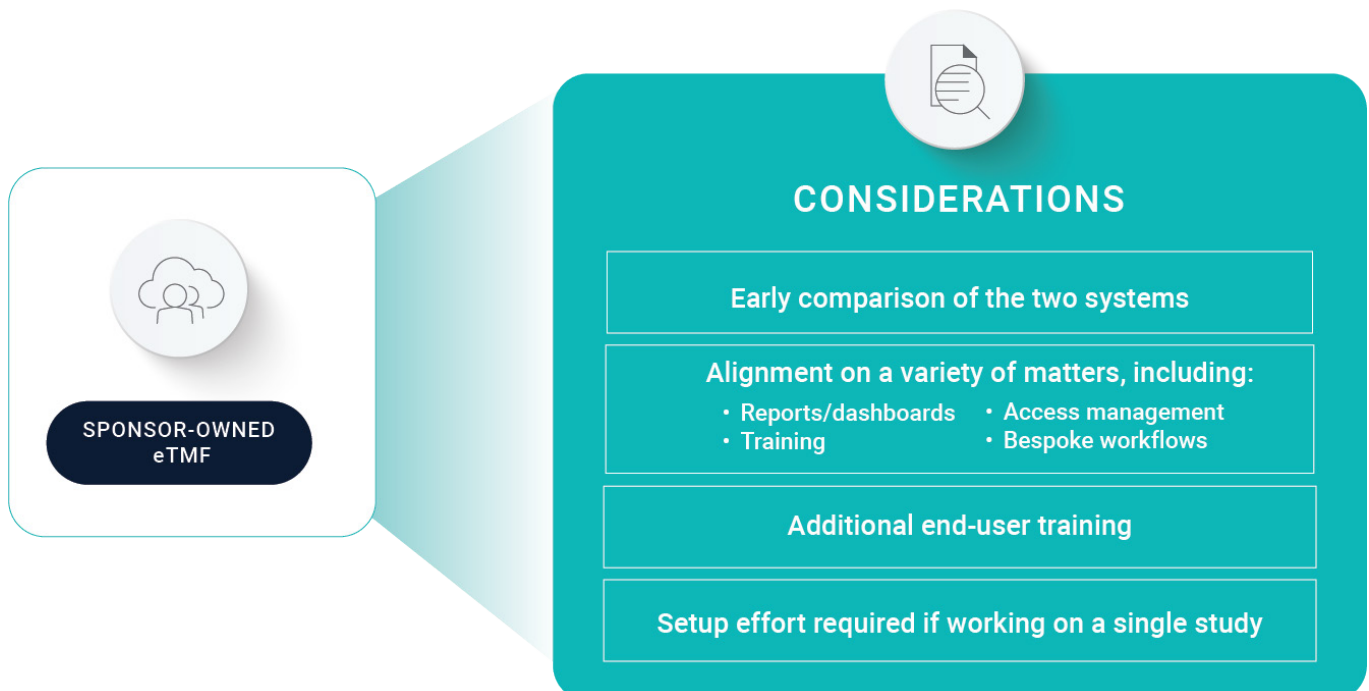 SPONSOR-OWNED
eTMF
CONSIDERATIONS
Early comparison of the two systems
Alignment on a variety of matters, including:
• Reports/dashboards
• Training
• Access management
• Bespoke workflows
Additional end-user training
Setup effort required if working on a single study